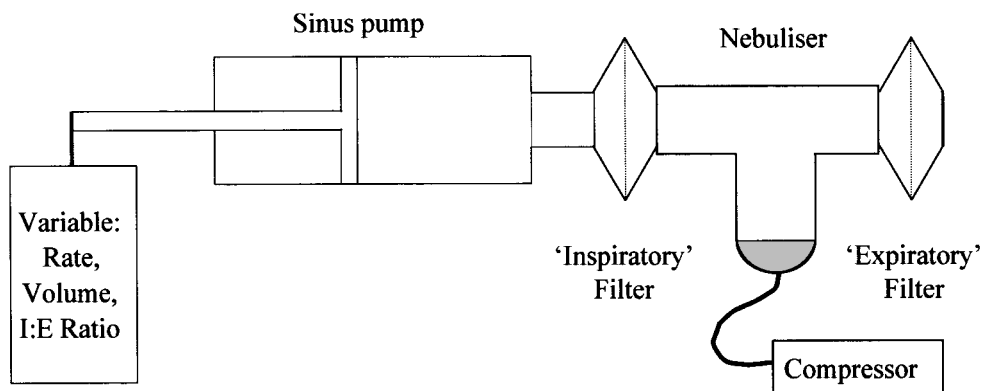 Sinus pump
Nebuliser
Variable:
Rate,
Volume,
I:E Ratio
‘Inspiratory’
Filter
‘Expiratory’
Filter
Compressor